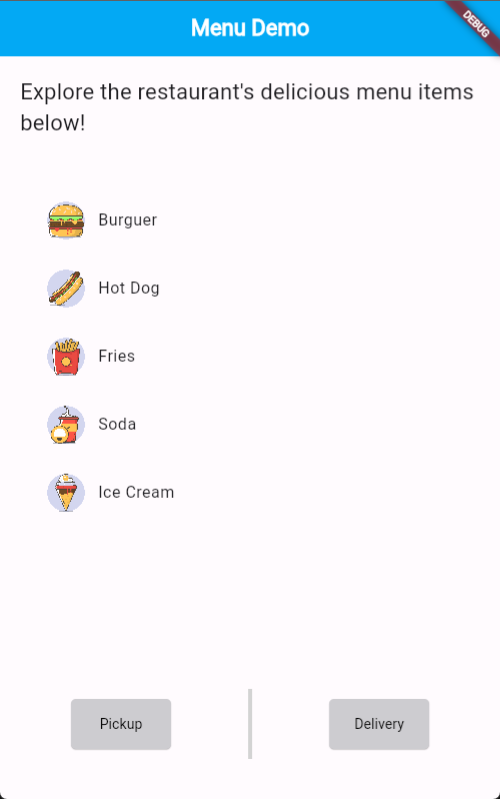 Menu Demo
DEBUG
Explore the restaurant's delicious menu items
below!
Burguer
Hot Dog
Fries
Soda
Ice Cream
Pickup
Delivery